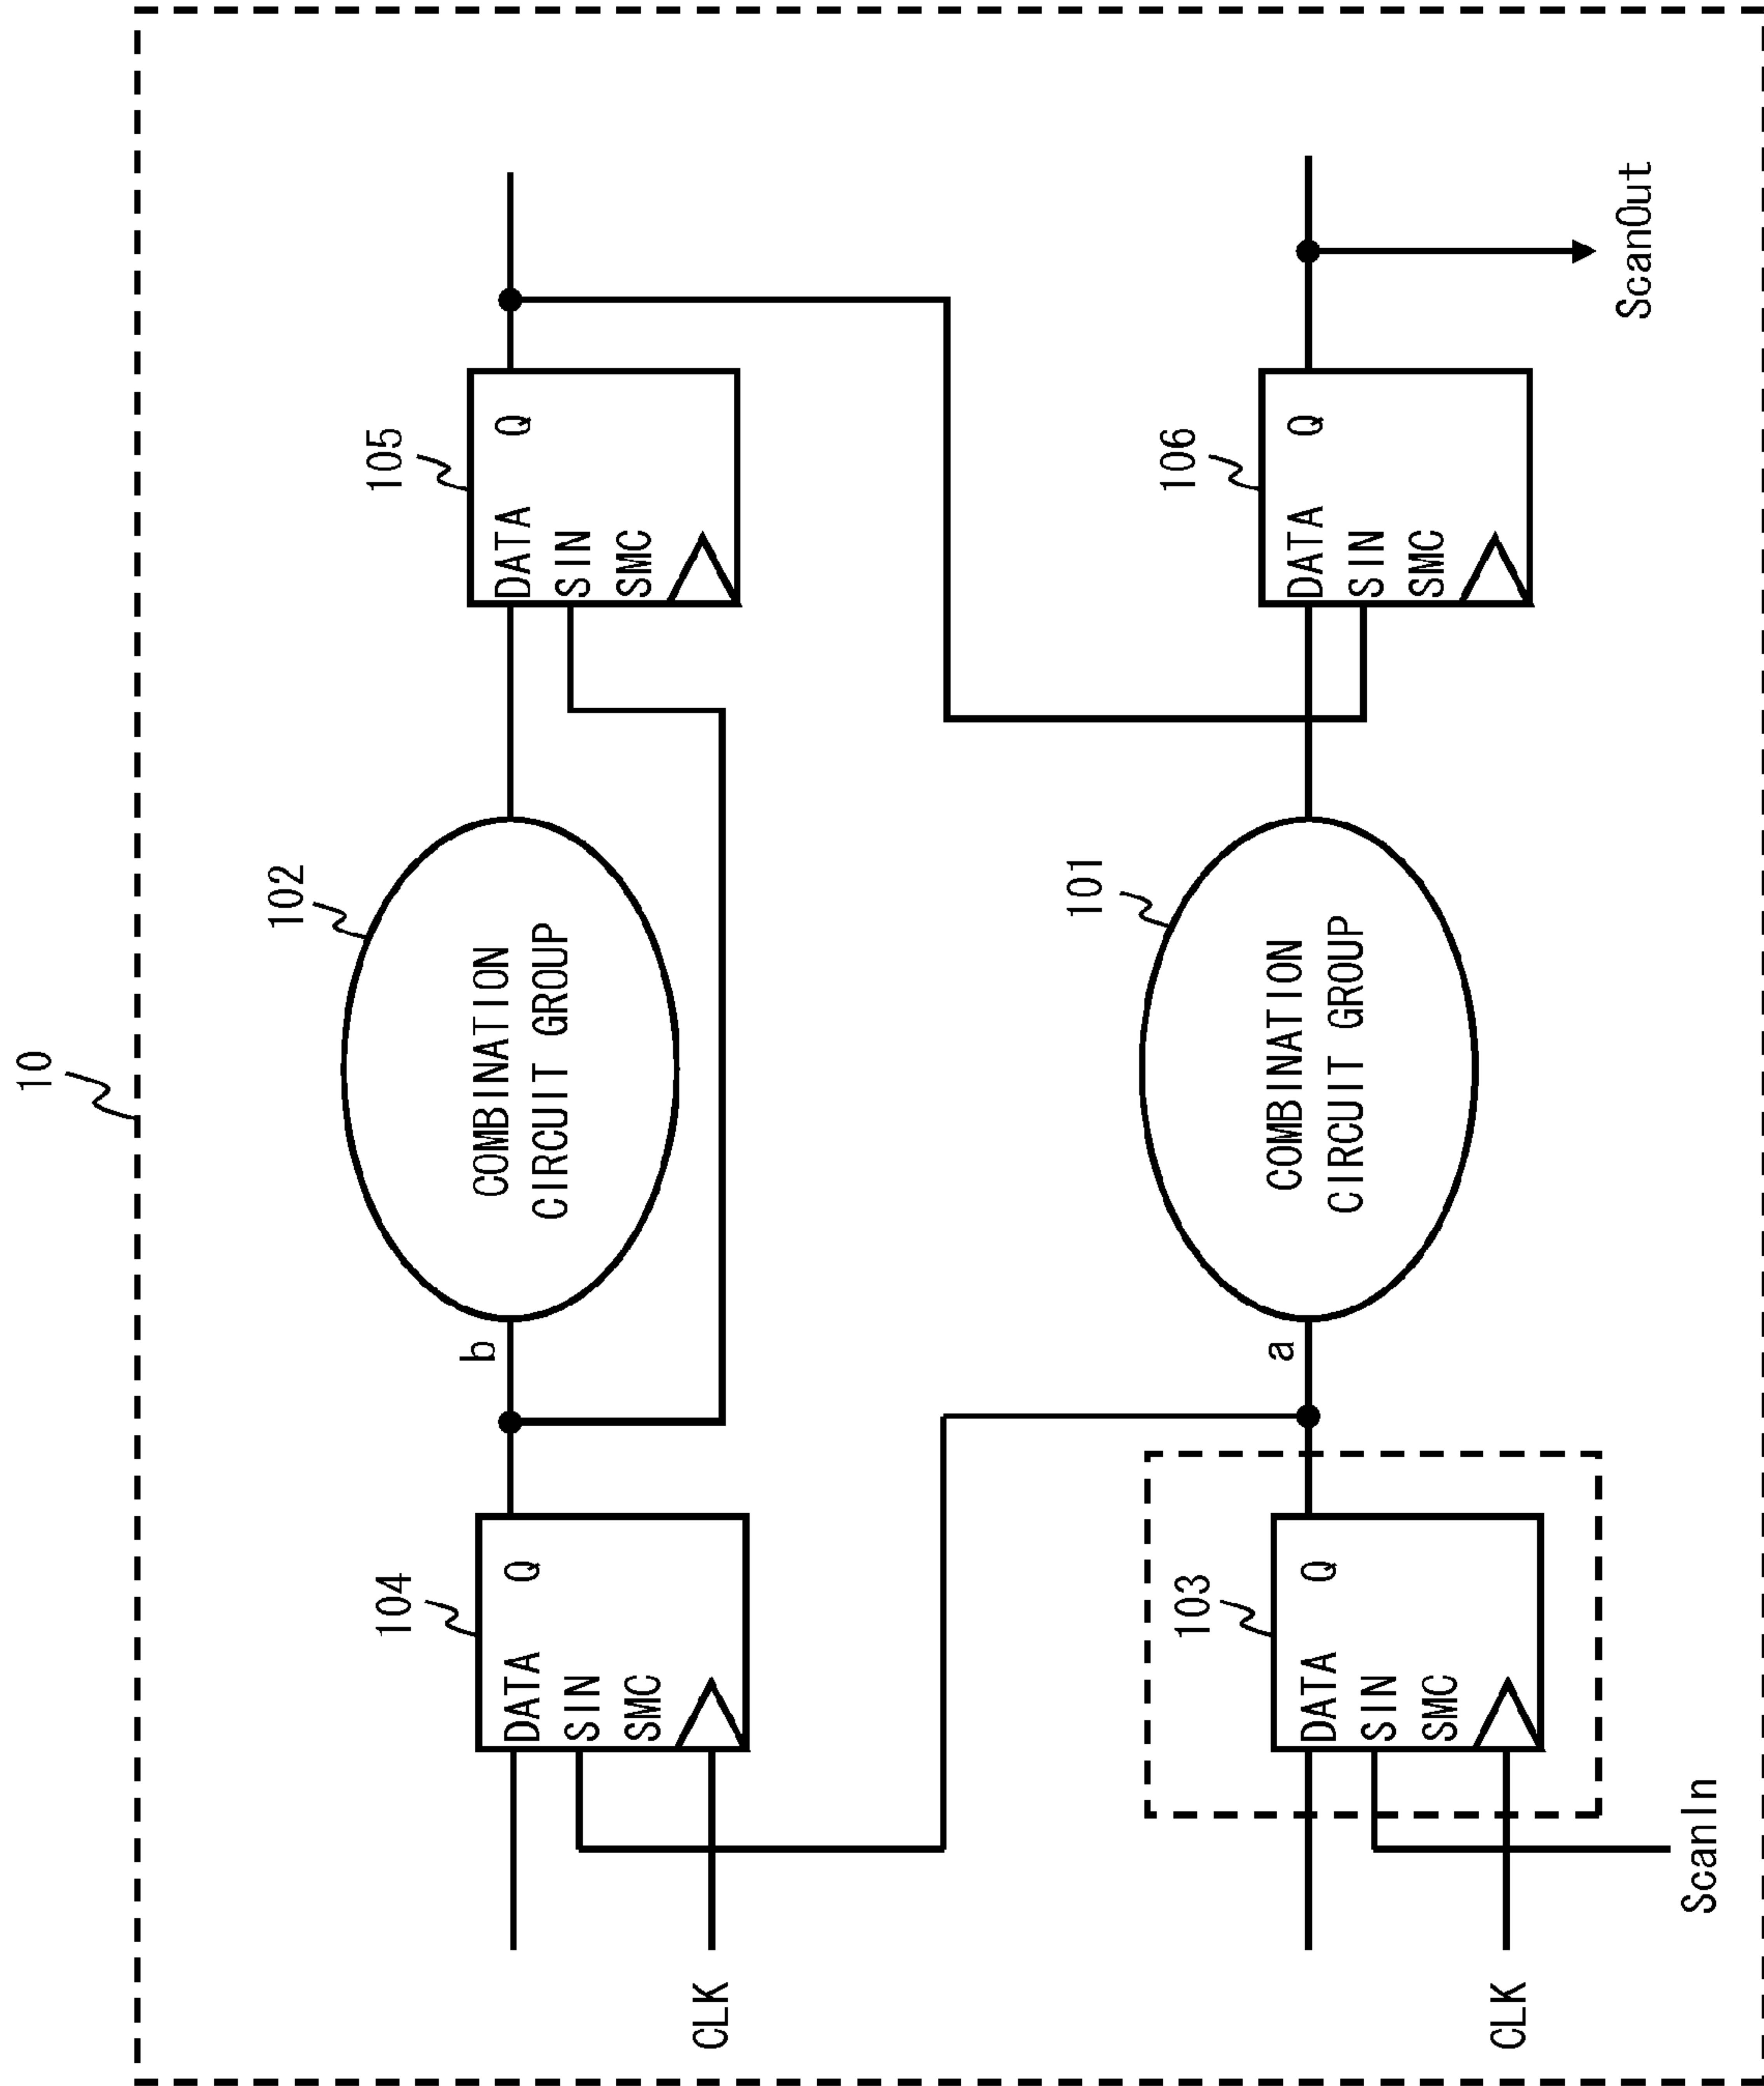 10
102
COMBINATION
CIRCUIT GROUP
b
104
DATA Q
SIN
SMC
CLK
105
DATA Q
SIN
SMC
101
COMBINATION
CIRCUIT GROUP
a
103
DATA Q
SIN
SMC
CLK
ScanIn
106
DATA Q
SIN
SMC
ScanOut